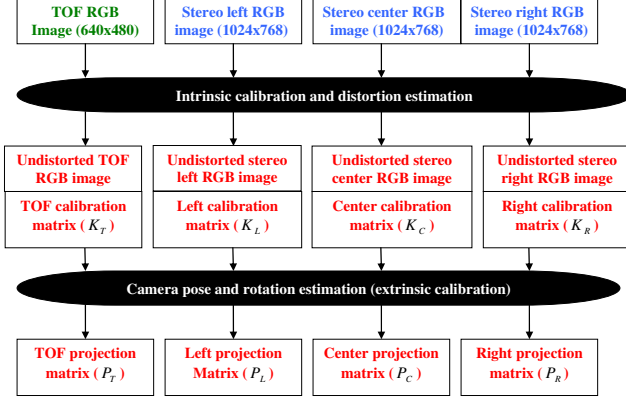 TOF RGB
Image (640x480)
Stereo left RGB
image (1024x768)
Stereo center RGB
image (1024x768)
Stereo right RGB
image (1024x768)
Intrinsic calibration and distortion estimation
Undistorted TOF
RGB image
Undistorted stereo
left RGB image
Undistorted stereo
center RGB image
Undistorted stereo
right RGB image
TOF calibration
matrix ( K_T )
Left calibration
matrix ( K_L )
Center calibration
matrix ( K_C )
Right calibration
matrix ( K_R )
Camera pose and rotation estimation (extrinsic calibration)
TOF projection
matrix ( P_T )
Left projection
Matrix ( P_L )
Center projection
matrix ( P_C )
Right projection
matrix ( P_R )